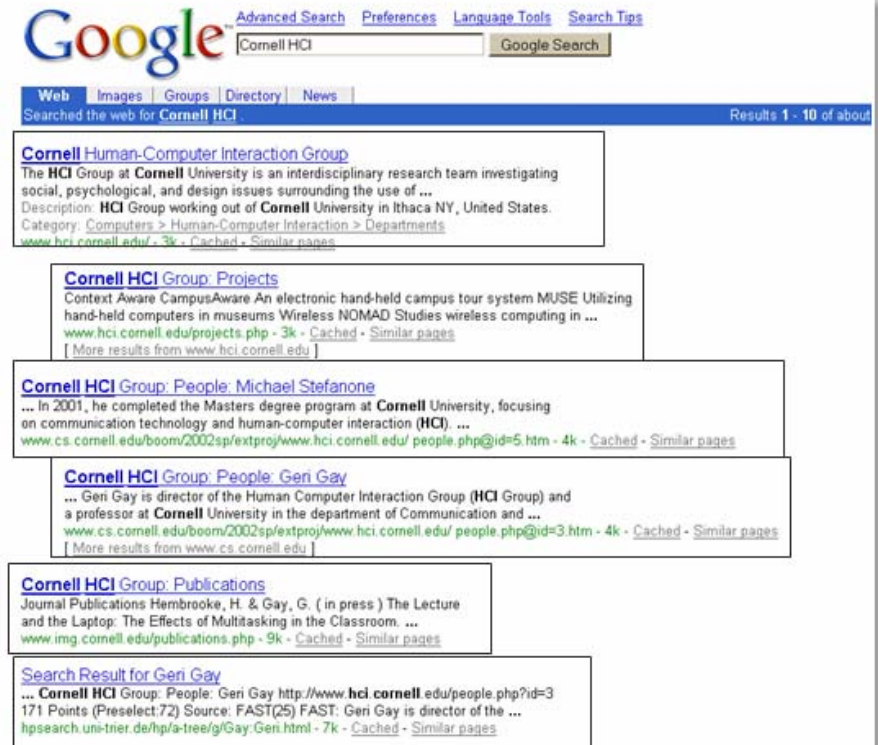 Google™
Advanced Search Preferences Language Tools Search Tips
Cornell HCI Google Search
Web Images Groups Directory News
Searched the web for Cornell HCI . Results 1 - 10 of about
Cornell Human-Computer Interaction Group
The HCI Group at Cornell University is an interdisciplinary research team investigating
social, psychological, and design issues surrounding the use of ...
Description: HCI Group working out of Cornell University in Ithaca NY, United States.
Category: Computers > Human-Computer Interaction > Departments
www.hci.cornell.edu/ - 3k - Cached - Similar pages
Cornell HCI Group: Projects
Context Aware CampusAware An electronic hand-held campus tour system MUSE Utilizing
hand-held computers in museums Wireless NOMAD Studies wireless computing in ...
www.hci.cornell.edu/projects.php - 3k - Cached - Similar pages
[ More results from www.hci.cornell.edu ]
Cornell HCI Group: People: Michael Stefanone
... In 2001, he completed the Masters degree program at Cornell University, focusing
on communication technology and human-computer interaction (HCI). ...
www.cs.cornell.edu/boom/2002sp/extproj/www.hci.cornell.edu/ people.php@id=5.htm - 4k - Cached - Similar pages
Cornell HCI Group: People: Geri Gay
... Geri Gay is director of the Human Computer Interaction Group (HCI Group) and
a professor at Cornell University in the department of Communication and ...
www.cs.cornell.edu/boom/2002sp/extproj/www.hci.cornell.edu/ people.php@id=3.htm - 4k - Cached - Similar pages
[ More results from www.cs.cornell.edu ]
Cornell HCI Group: Publications
Journal Publications Hembrooke, H. & Gay, G. ( in press ) The Lecture
and the Laptop: The Effects of Multitasking in the Classroom. ...
www.img.cornell.edu/publications.php - 9k - Cached - Similar pages
Search Result for Geri Gay
... Cornell HCI Group: People: Geri Gay http://www.hci.cornell.edu/people.php?id=3
171 Points (Preselect:72) Source: FAST(25) FAST: Geri Gay is director of the ...
hpsearch.uni-trier.de/hp/a-tree/g/Gay:Geri.html - 7k - Cached - Similar pages